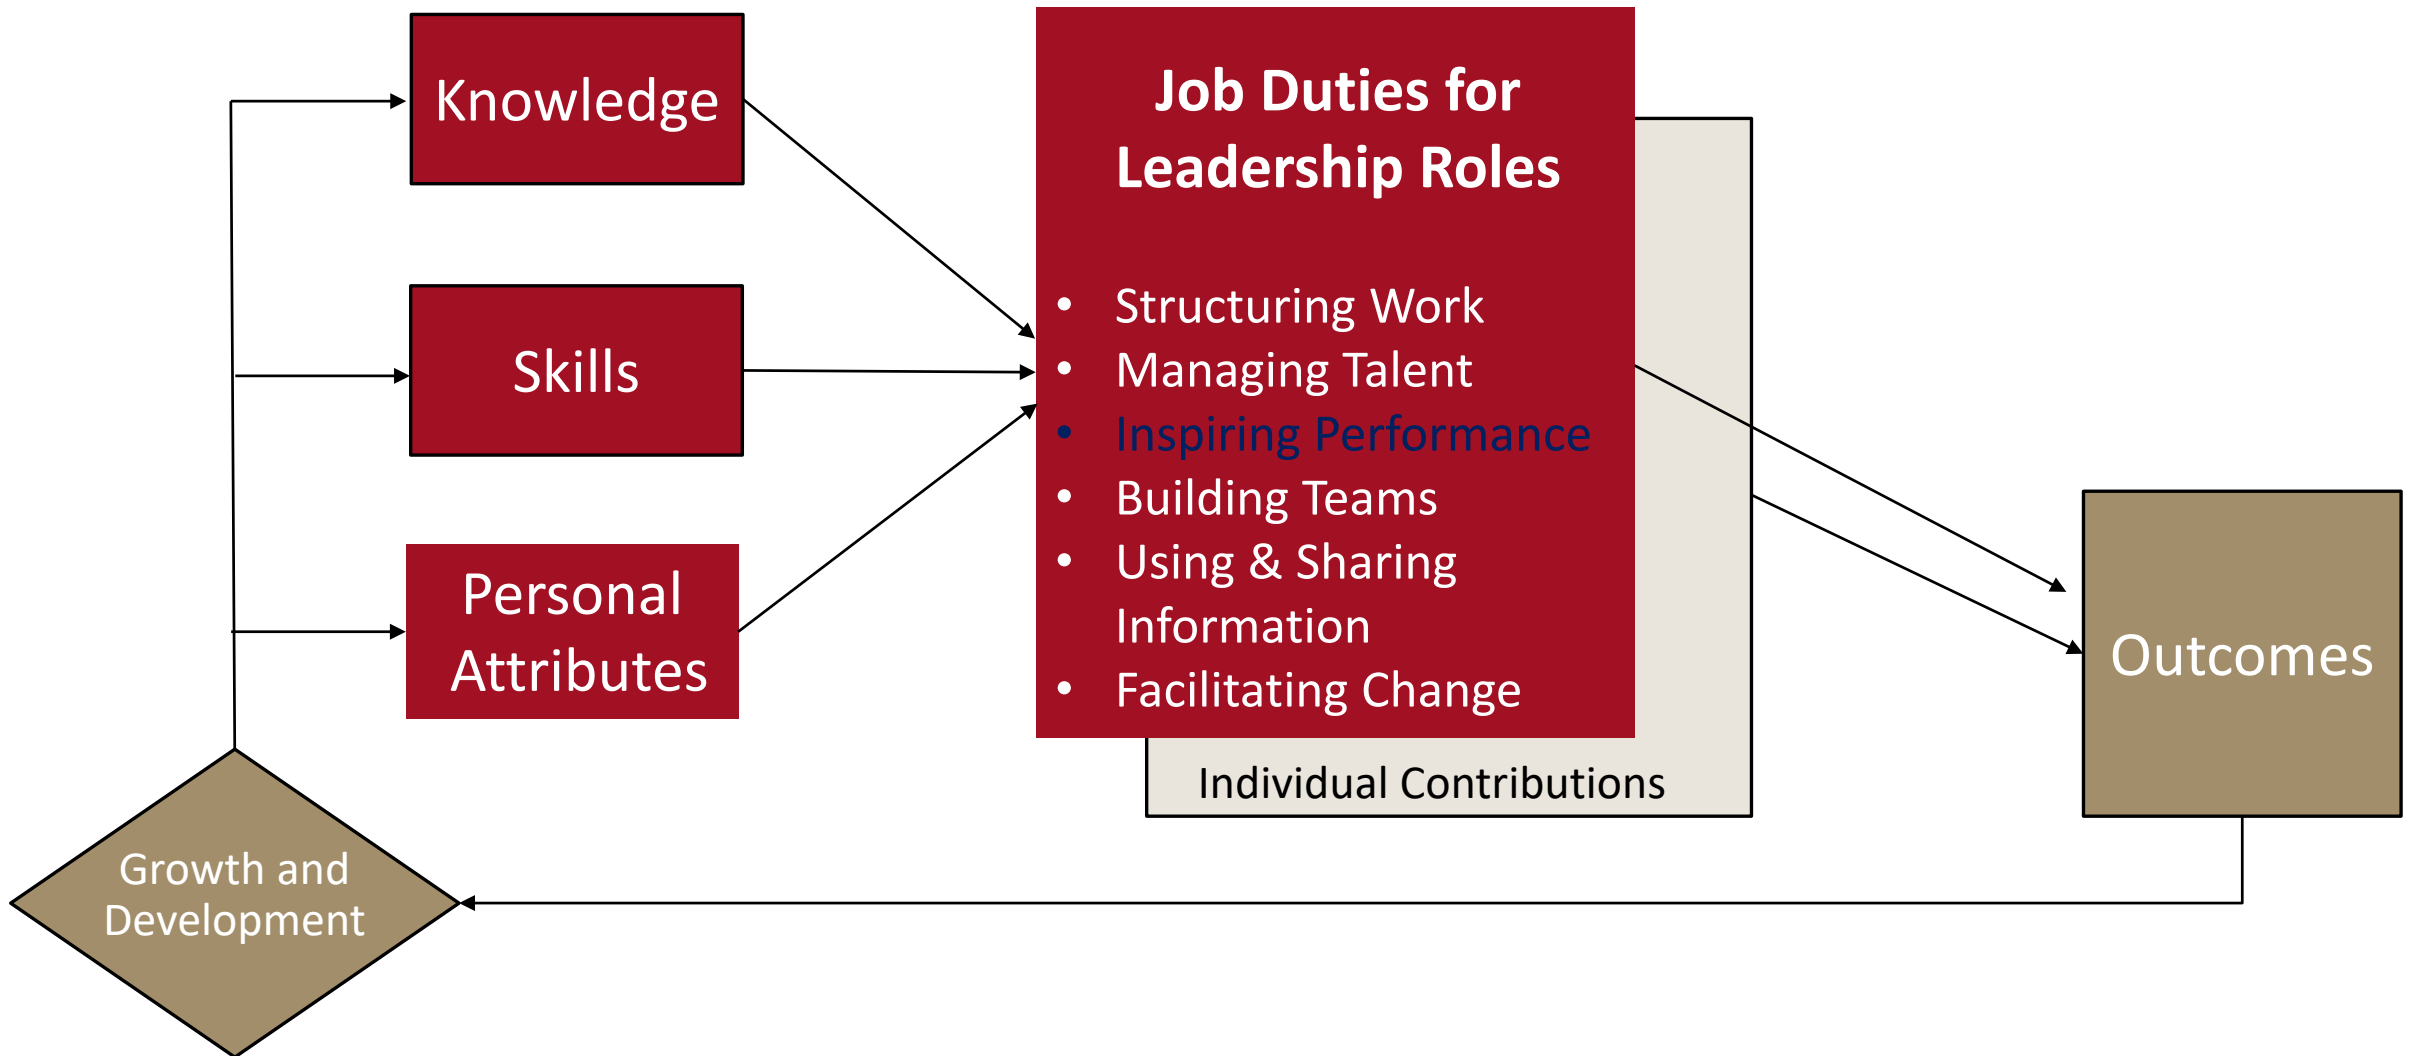 Knowledge
Skills
Personal
Attributes
Growth and
Development
Job Duties for
Leadership Roles
• Structuring Work
• Managing Talent
• Inspiring Performance
• Building Teams
• Using & Sharing
Information
• Facilitating Change
Individual Contributions
Outcomes